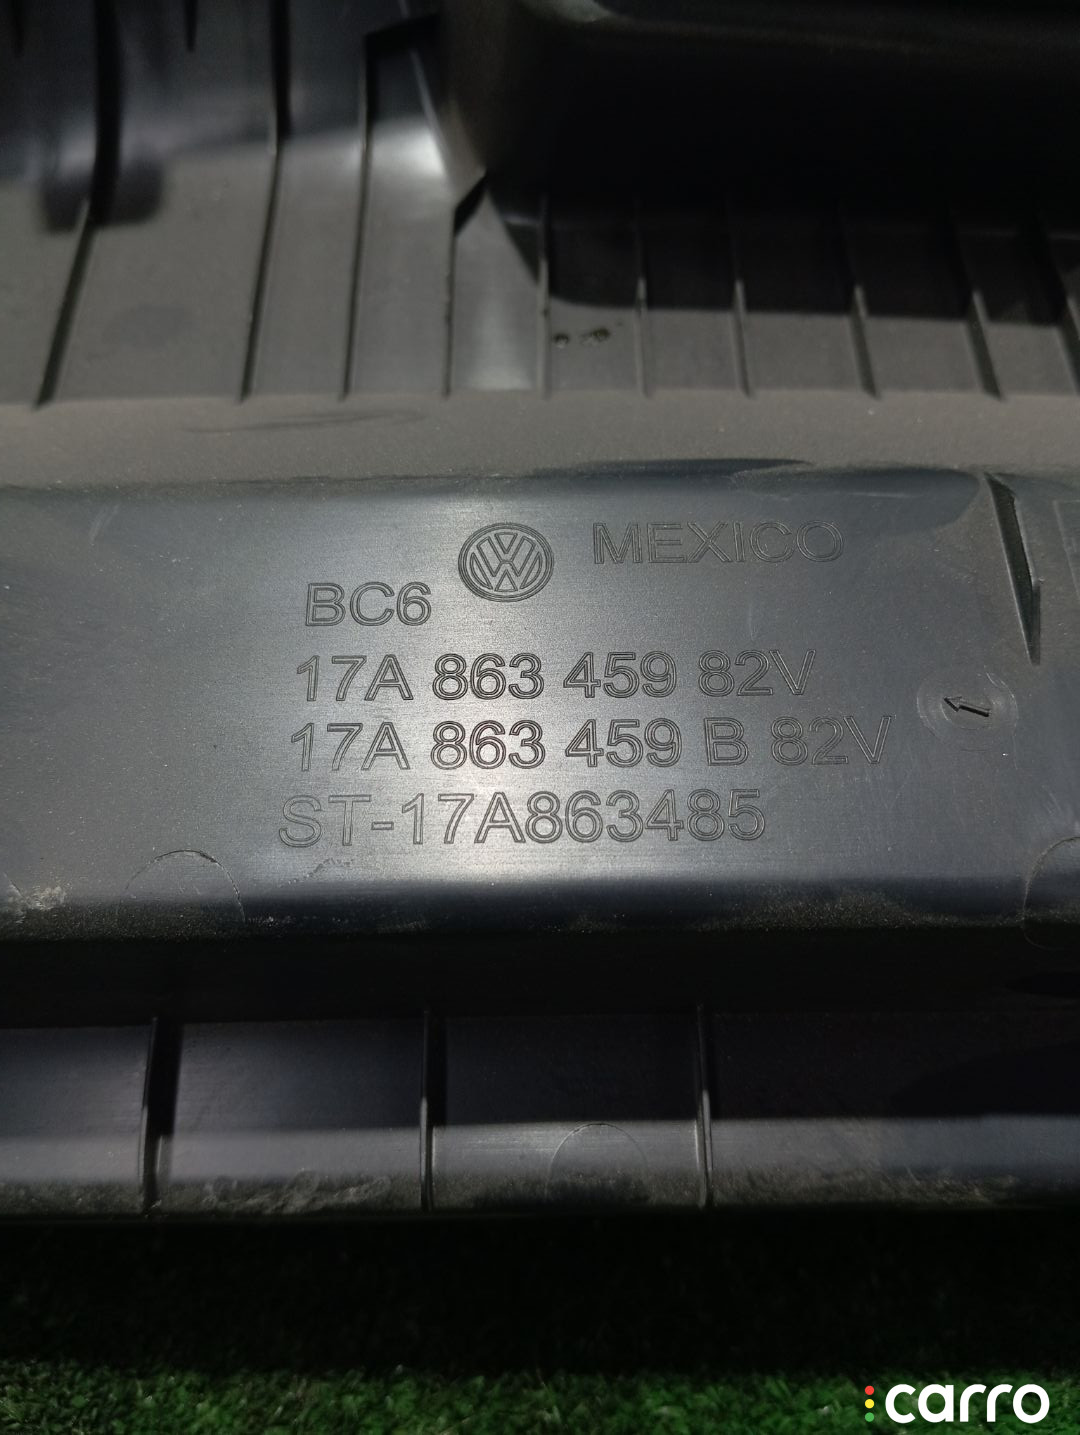 MEXICO
BC6
17A 863 459 82V
17A 863 459 B 82V
ST-17A863485
carro